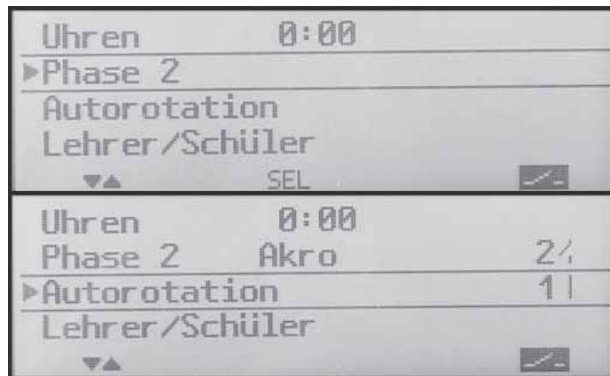 Uhren 0:00
▶Phase 2
Autorotation
Lehrer/Schüler
▼▲ SEL
Uhren 0:00
Phase 2 Akro 2
▶Autorotation 1
Lehrer/Schüler
▼▲